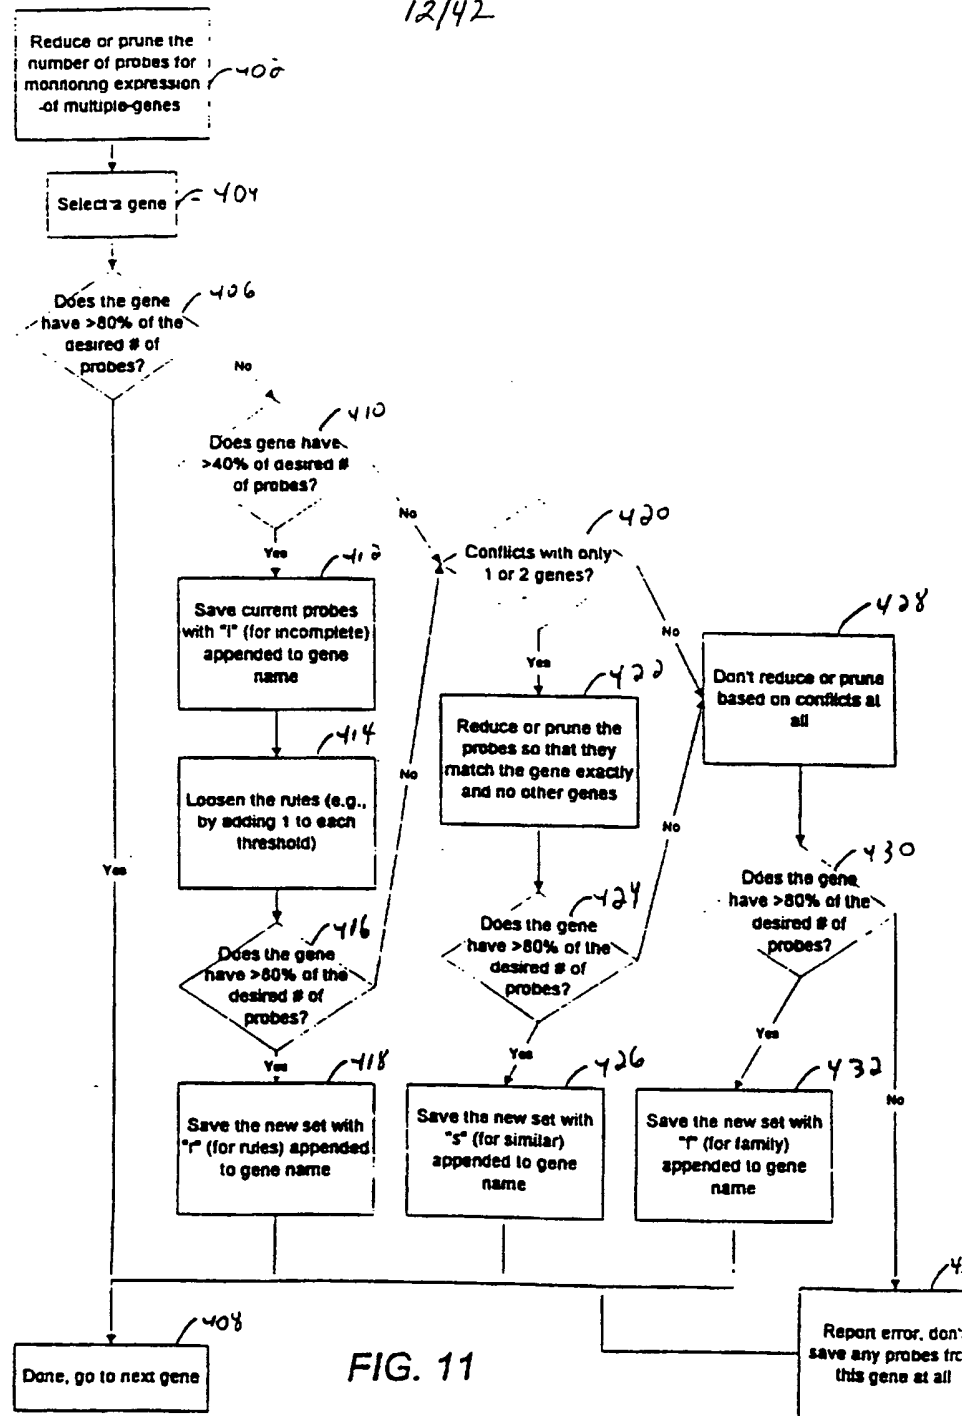 12/42
Reduce or prune the
number of probes for
monitoring expression
of multiple genes
402
Select a gene
404
Does the gene
have >80% of the
desired # of
probes?
406
No
Does gene have
>40% of desired #
of probes?
410
No
Yes
Conflicts with only
1 or 2 genes?
420
No
Yes
412
Save current probes
with "i" (for incomplete)
appended to gene
name
414
Loosen the rules (e.g.,
by adding 1 to each
threshold)
No
422
Reduce or prune the
probes so that they
match the gene exactly
and no other genes
428
Don't reduce or prune
based on conflicts at
all
No
Yes
416
Does the gene
have >80% of the
desired # of
probes?
Yes
424
Does the gene
have >80% of the
desired # of
probes?
Yes
430
Does the gene
have >80% of the
desired # of
probes?
Yes
No
418
Save the new set with
"r" (for rules) appended
to gene name
426
Save the new set with
"s" (for similar)
appended to gene
name
432
Save the new set with
"f" (for family)
appended to gene
name
408
Done, go to next gene
FIG. 11
Report error, don't
save any probes
this gene at all